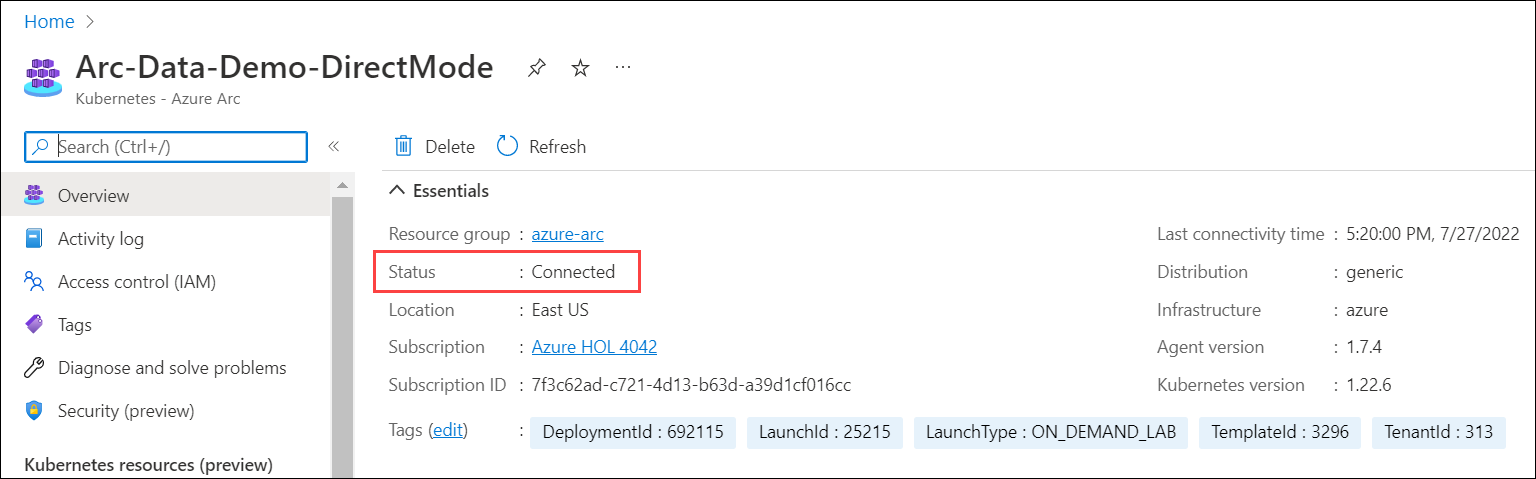 Home
Arc-Data-Demo-DirectMode
Kubernetes - Azure Arc
Search (Ctrl+/)
Overview
Activity log
Access control (IAM)
Tags
Diagnose and solve problems
Security (preview)
Kubernetes resources (preview)
Delete Refresh
Essentials
Resource group : azure-arc
Status : Connected
Location : East US
Subscription : Azure HOL 4042
Subscription ID : 7f3c62ad-c721-4d13-b63d-a39d1cf016cc
Last connectivity time : 5:20:00 PM, 7/27/2022
Distribution : generic
Infrastructure : azure
Agent version : 1.7.4
Kubernetes version : 1.22.6
Tags (edit) : DeploymentId : 692115 LaunchId : 25215 LaunchType : ON_DEMAND_LAB TemplateId : 3296 TenantId : 313